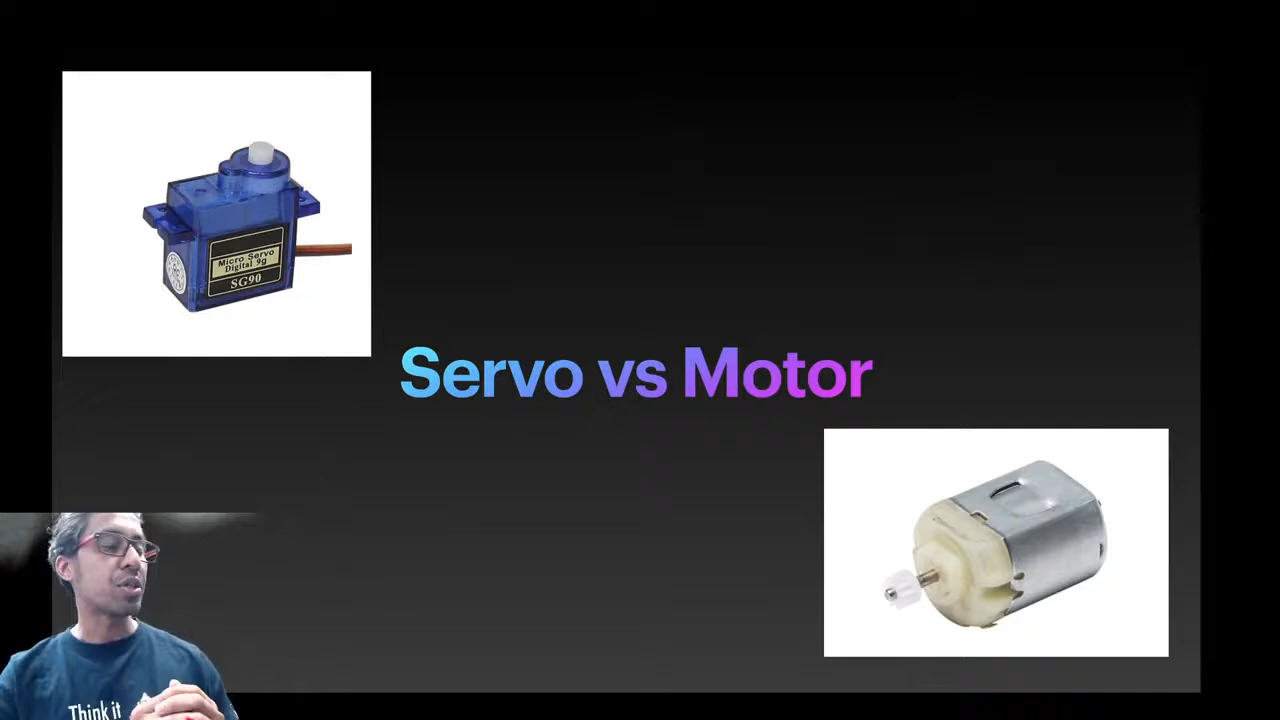 Micro Servo
Digital 9g
SG90
Servo vs Motor
Think it